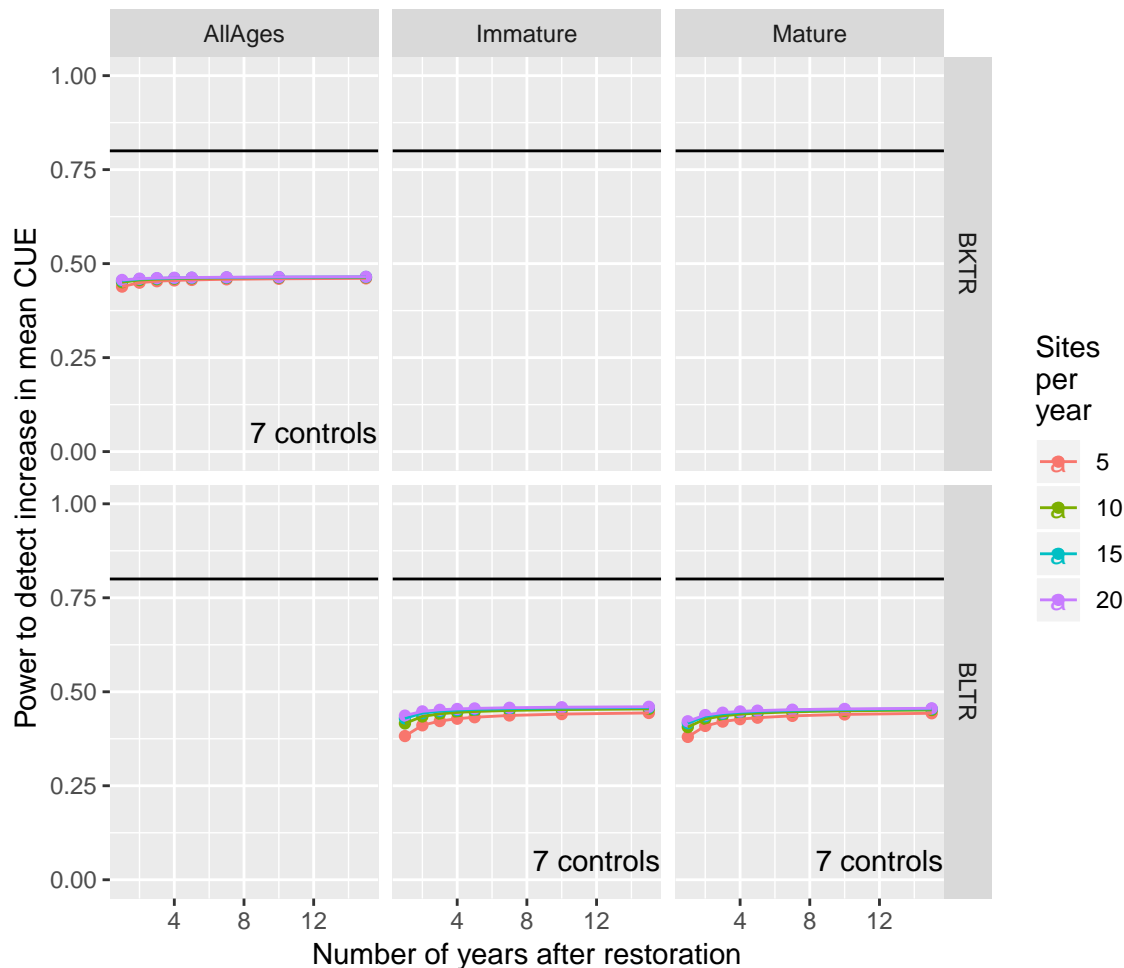 AllAges
Immature
Mature
Power to detect increase in mean CUE
1.00
0.75
0.50
0.25
0.00
7 controls
BKTR
1.00
0.75
0.50
0.25
0.00
7 controls
7 controls
BLTR
4
8
12
4
8
12
4
8
12
Number of years after restoration
Sites
per
year
a
5
a
10
a
15
a
20